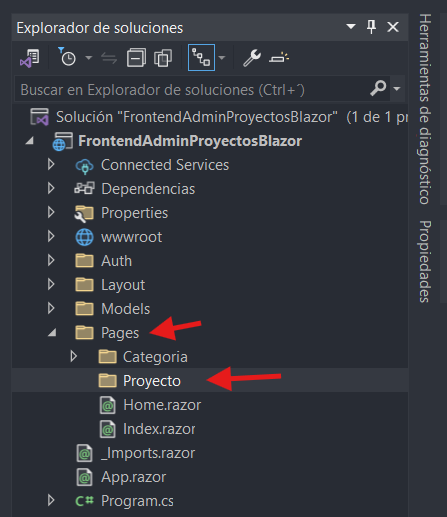 Explorador de soluciones
Buscar en Explorador de soluciones (Ctrl+´)
Solución "FrontendAdminProyectosBlazor" (1 de 1 pr
FrontendAdminProyectosBlazor
Connected Services
Dependencias
Properties
wwwroot
Auth
Layout
Models
Pages
Categoria
Proyecto
Home.razor
Index.razor
_Imports.razor
App.razor
C# Program.cs
Herramientas de diagnóstico
Propiedades